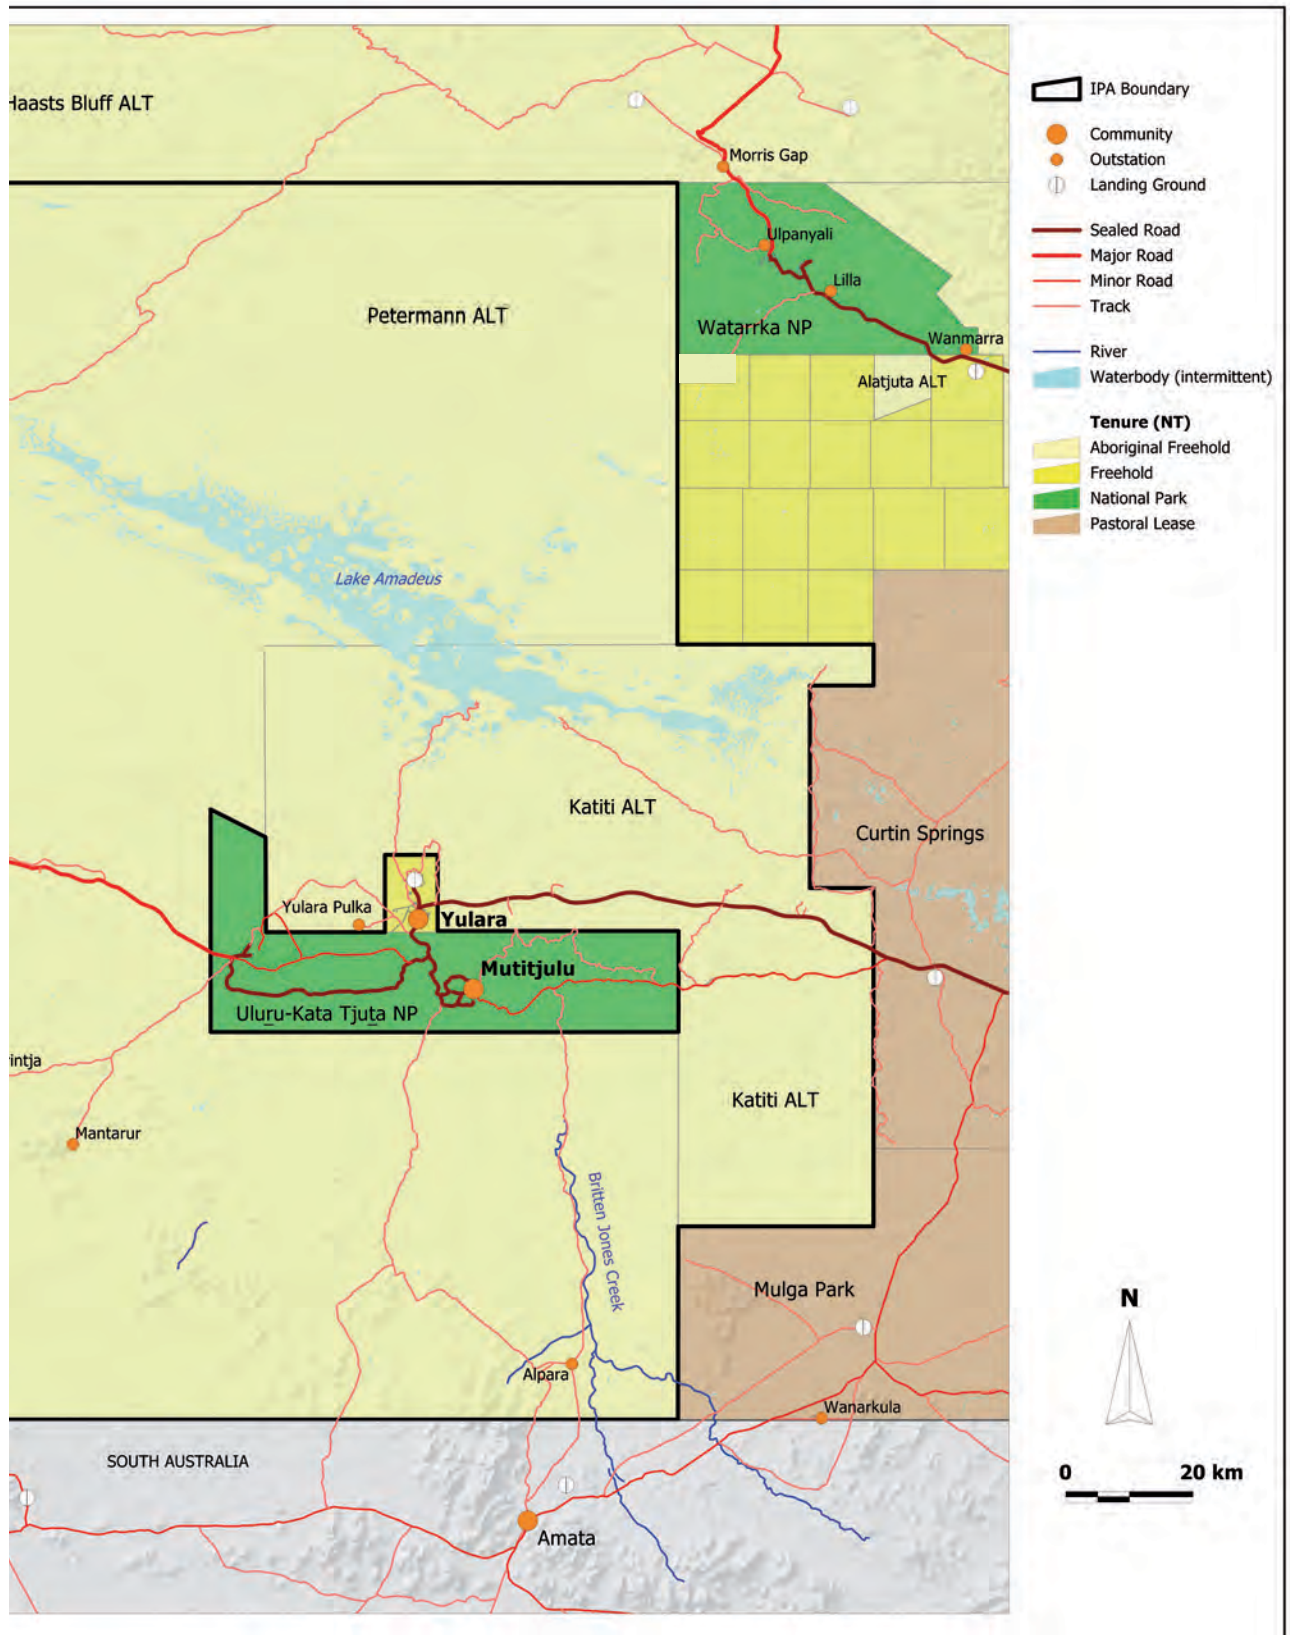 Haasts Bluff ALT
Morris Gap
Ulpanyali
Lilla
Petermann ALT
Watarrka NP
Wanmarra
Alatjuta ALT
Lake Amadeus
Katiti ALT
Curtin Springs
Yulara Pulka
Yulara
Mutitjulu
Uluru-Kata Tjuta NP
intja
Katiti ALT
Mantarur
Britten Jones Creek
Mulga Park
Alpara
Wanarkula
SOUTH AUSTRALIA
Amata
IPA Boundary
Community
Outstation
Landing Ground
Sealed Road
Major Road
Minor Road
Track
River
Waterbody (intermittent)
Tenure (NT)
Aboriginal Freehold
Freehold
National Park
Pastoral Lease
N
0 20 km